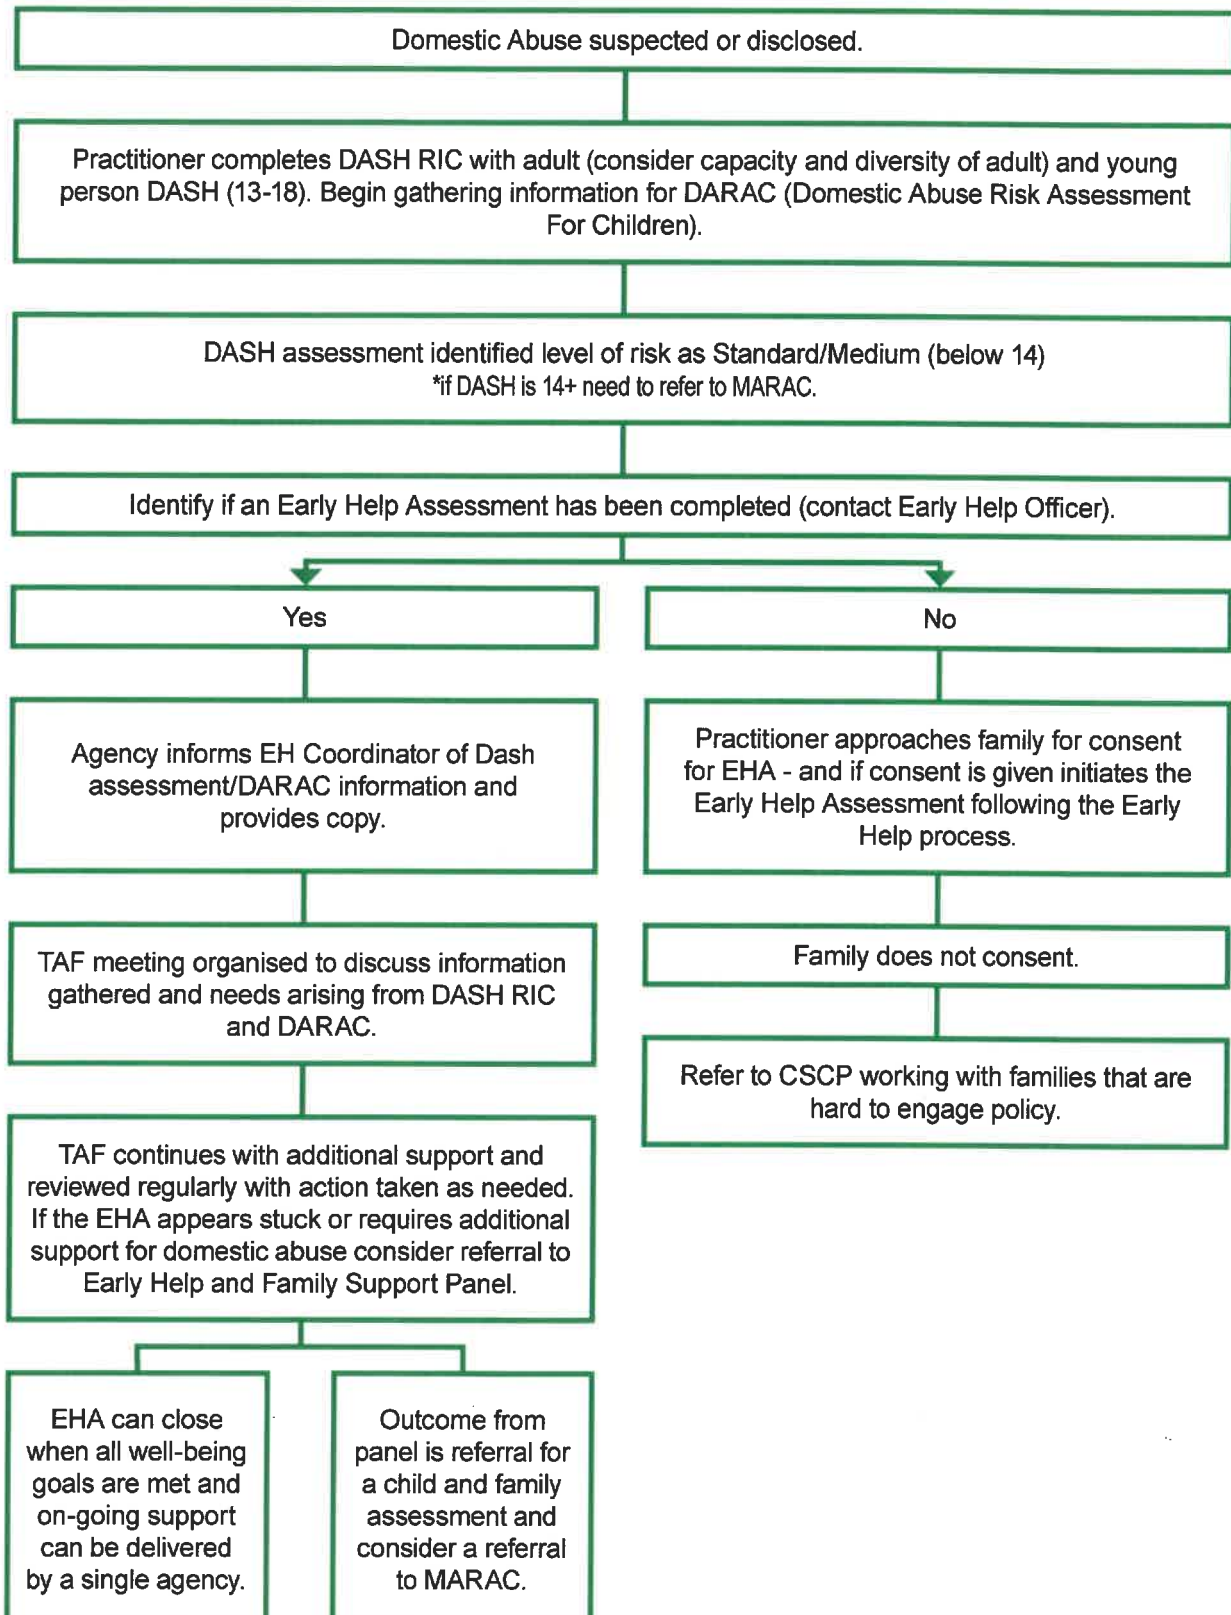 Domestic Abuse suspected or disclosed.
Practitioner completes DASH RIC with adult (consider capacity and diversity of adult) and young
person DASH (13-18). Begin gathering information for DARAC (Domestic Abuse Risk Assessment
For Children).
DASH assessment identified level of risk as Standard/Medium (below 14)
*if DASH is 14+ need to refer to MARAC.
Identify if an Early Help Assessment has been completed (contact Early Help Officer).
Yes
Agency informs EH Coordinator of Dash
assessment/DARAC information and
provides copy.
TAF meeting organised to discuss information
gathered and needs arising from DASH RIC
and DARAC.
TAF continues with additional support and
reviewed regularly with action taken as needed.
If the EHA appears stuck or requires additional
support for domestic abuse consider referral to
Early Help and Family Support Panel.
EHA can close
when all well-being
goals are met and
on-going support
can be delivered
by a single agency.
Outcome from
panel is referral for
a child and family
assessment and
consider a referral
to MARAC.
No
Practitioner approaches family for consent
for EHA - and if consent is given initiates the
Early Help Assessment following the Early
Help process.
Family does not consent.
Refer to CSCP working with families that are
hard to engage policy.